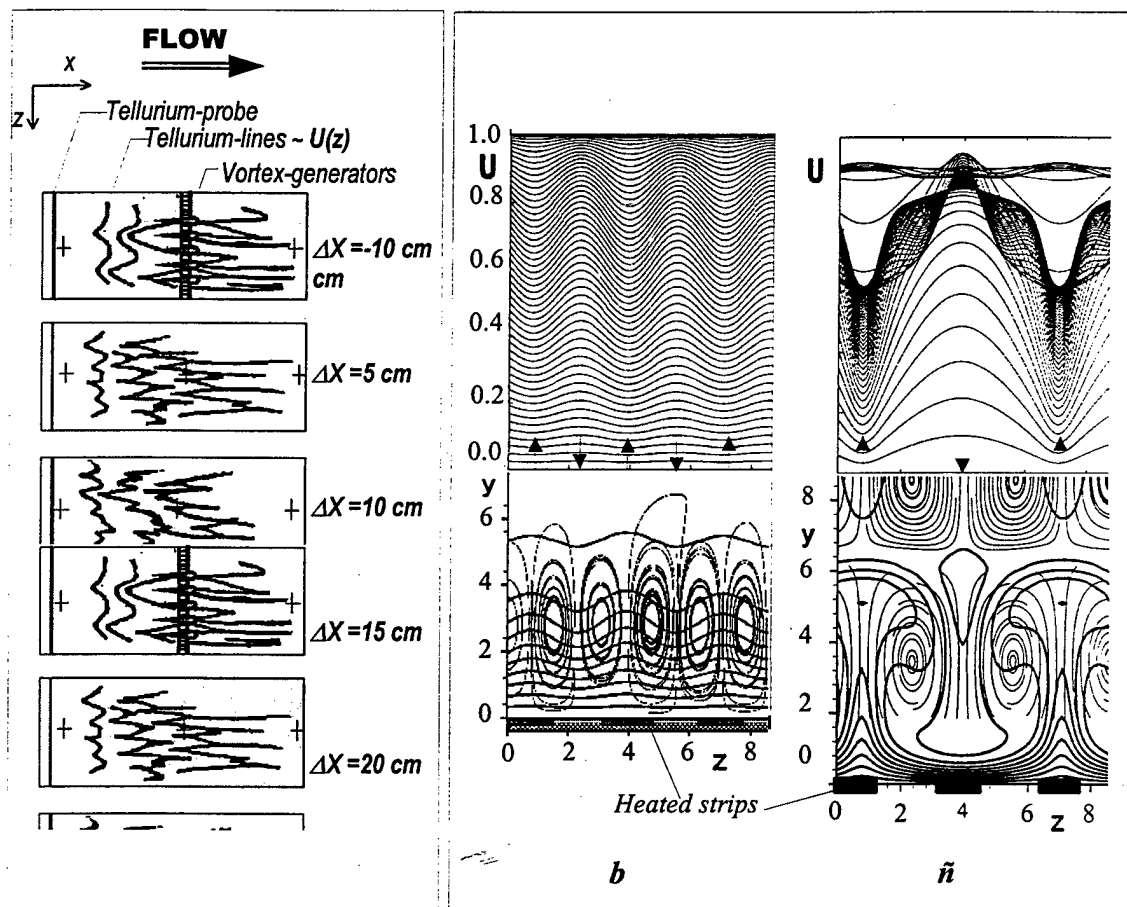 FLOW
x
z
Tellurium-probe
Tellurium-lines ~ U(z)
Vortex-generators
ΔX =-10 cm
cm
ΔX =5 cm
ΔX =10 cm
ΔX =15 cm
ΔX =20 cm
1.0
U
0.8
0.6
0.4
0.2
0.0
y
6
4
2
0
0 2 4 6 8
z
U
8
y
6
4
2
0
0 2 4 6 8
z
Heated strips
b
ñ